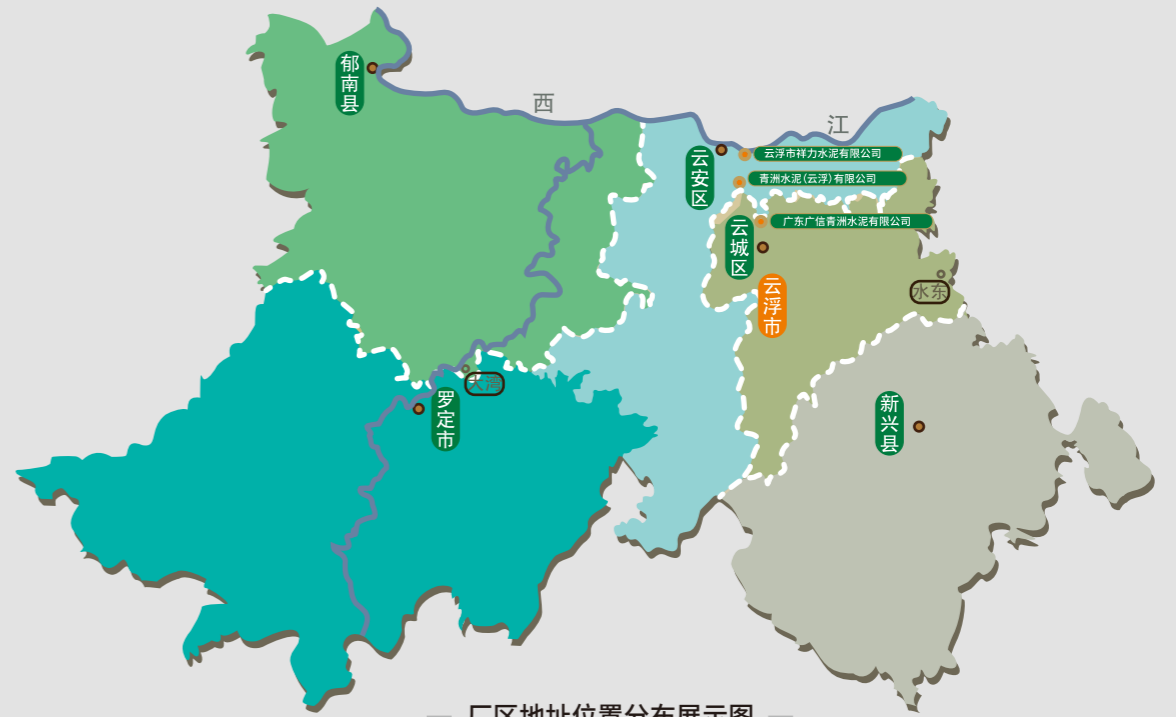 郁南县
西
江
云安区
云浮市祥力水泥有限公司
青洲水泥(云浮)有限公司
云城区
广东广信青洲水泥有限公司
云浮市
水东
大湾
罗定市
新兴县
厂区地址位置分布展示图